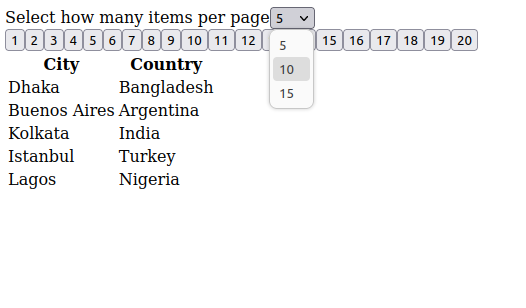 Select how many items per page 5
1 2 3 4 5 6 7 8 9 10 11 12 15 16 17 18 19 20
5
10
15
City Country
Dhaka Bangladesh
Buenos Aires Argentina
Kolkata India
Istanbul Turkey
Lagos Nigeria